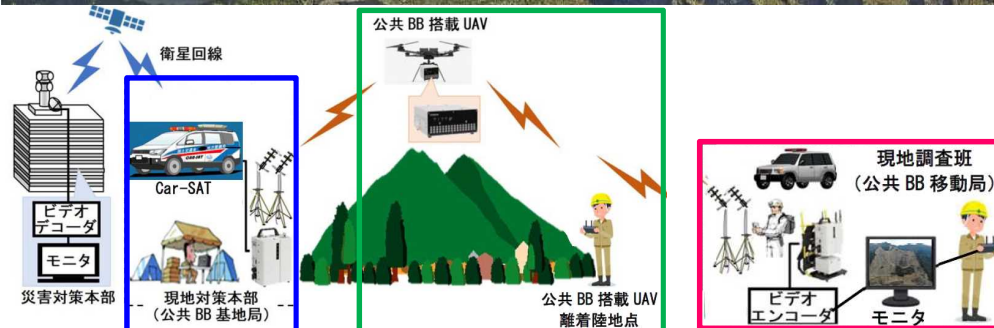 公共 BB 搭載 UAV
衛星回線
Car-SAT
ビデオ
デコーダ
モニタ
災害対策本部
現地対策本部
（公共 BB 基地局）
公共 BB 搭載 UAV
離着陸地点
現地調査班
（公共 BB 移動局）
ビデオ
エンコーダ
モニタ